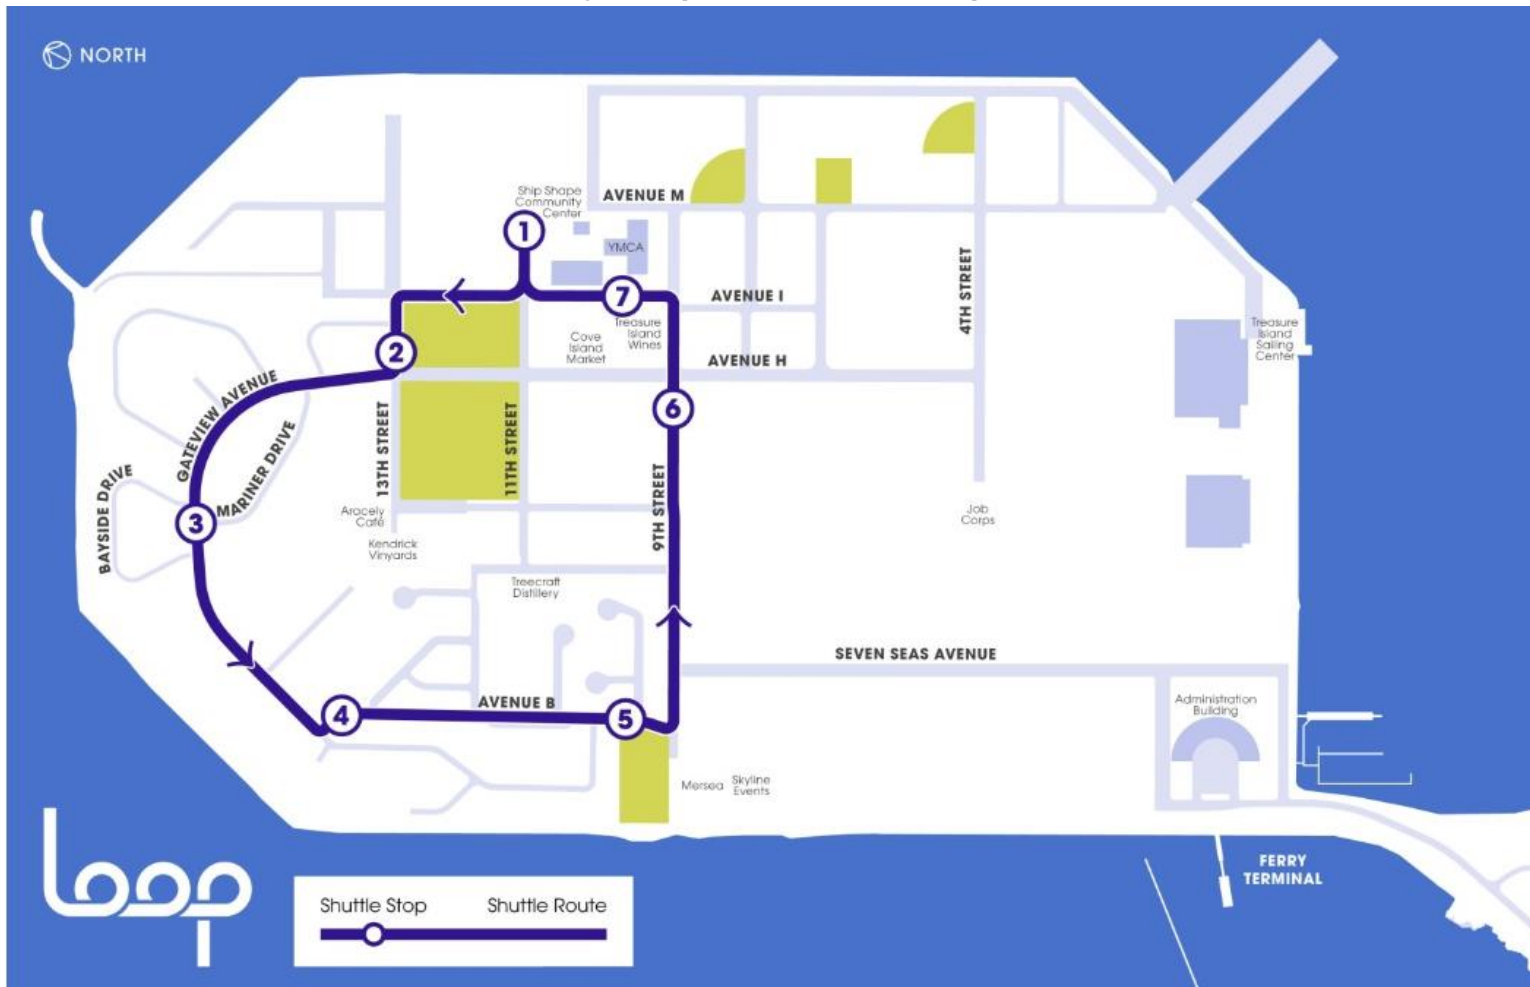 NORTH
Ship Shape
Community
Center
AVENUE M
1
YMCA
7
AVENUE I
Treasure
Island
Wines
Cove
Island
Market
4TH STREET
Treasure
Island
Sailing
Center
2
AVENUE H
6
GATEVIEW AVENUE
MARINER DRIVE
BAYSIDE DRIVE
13TH STREET
11TH STREET
9TH STREET
3
Aracely
Café
Kendrick
Vinyards
Job
Corps
Treecraft
Distillery
SEVEN SEAS AVENUE
4
AVENUE B
5
Administration
Building
Mersea
Skyline
Events
FERRY
TERMINAL
Loop
Shuttle Stop
Shuttle Route